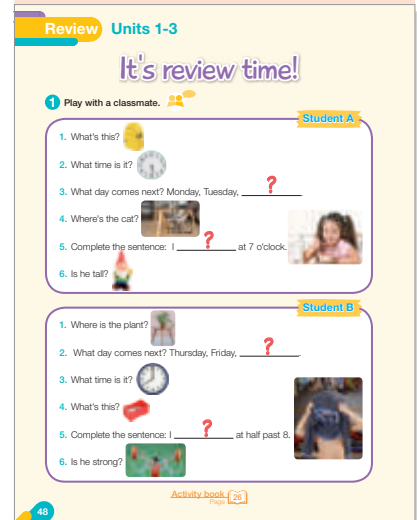 Review Units 1-3
It's review time!
1 Play with a classmate.
Student A
1. What's this?
2. What time is it?
3. What day comes next? Monday, Tuesday, ? .
4. Where's the cat?
5. Complete the sentence: I ? at 7 o'clock.
6. Is he tall?
Student B
1. Where is the plant?
2. What day comes next? Thursday, Friday, ? .
3. What time is it?
4. What's this?
5. Complete the sentence: I ? at half past 8.
6. Is he strong?
Activity book
Page 26
48